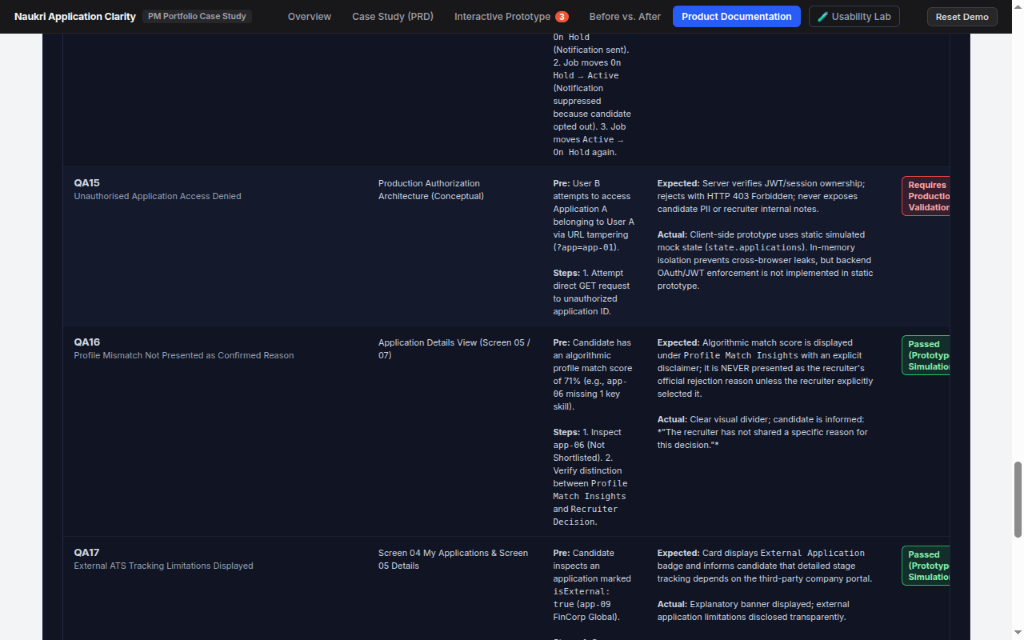 Naukri Application Clarity
PM Portfolio Case Study
Overview
Case Study (PRD)
Interactive Prototype 3
Before vs. After
Product Documentation
🧪 Usability Lab
Reset Demo
On Hold
(Notification sent).
2. Job moves On
Hold → Active
(Notification
suppressed
because candidate
opted out). 3. Job
moves Active →
On Hold again.
QA15
Unauthorised Application Access Denied
Production Authorization
Architecture (Conceptual)
Pre: User B
attempts to access
Application A
belonging to User A
via URL tampering
(?app=app-01).
Steps: 1. Attempt
direct GET request
to unauthorized
application ID.
Expected: Server verifies JWT/session ownership;
rejects with HTTP 403 Forbidden; never exposes
candidate PII or recruiter internal notes.
Actual: Client-side prototype uses static simulated
mock state (state.applications). In-memory
isolation prevents cross-browser leaks, but backend
OAuth/JWT enforcement is not implemented in static
prototype.
Requires
Productio
Validation
QA16
Profile Mismatch Not Presented as Confirmed Reason
Application Details View (Screen 05 /
07)
Pre: Candidate has
an algorithmic
profile match score
of 71% (e.g., app-
06 missing 1 key
skill).
Steps: 1. Inspect
app-06 (Not
Shortlisted). 2.
Verify distinction
between Profile
Match Insights
and Recruiter
Decision.
Expected: Algorithmic match score is displayed
under Profile Match Insights with an explicit
disclaimer; it is NEVER presented as the recruiter's
official rejection reason unless the recruiter explicitly
selected it.
Actual: Clear visual divider; candidate is informed:
*"The recruiter has not shared a specific reason for
this decision."*
Passed
(Prototyp
Simulatio
QA17
External ATS Tracking Limitations Displayed
Screen 04 My Applications & Screen
05 Details
Pre: Candidate
inspects an
application marked
isExternal:
true (app-09
FinCorp Global).
Expected: Card displays External Application
badge and informs candidate that detailed stage
tracking depends on the third-party company portal.
Actual: Explanatory banner displayed; external
application limitations disclosed transparently.
Passed
(Prototyp
Simulatio